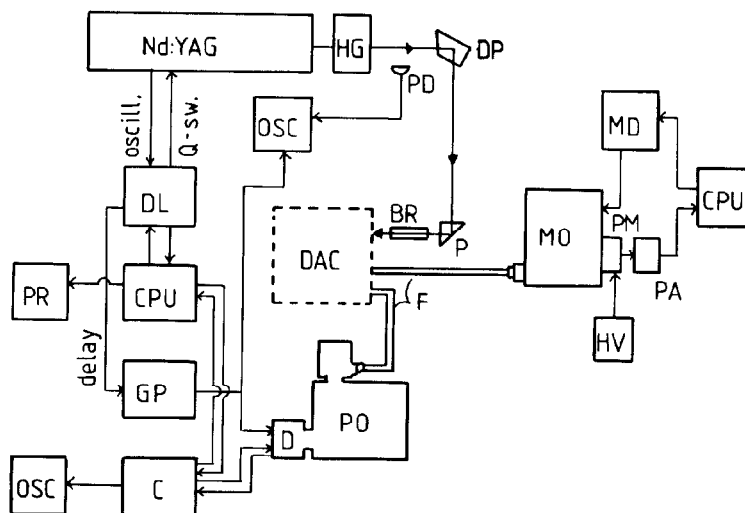 Nd:YAG
HG
DP
PD
OSC
oscill.
Q-sw.
MD
DL
CPU
BR
MO
PM
P
DAC
PR
CPU
PA
F
HV
delay
GP
PO
D
OSC
C